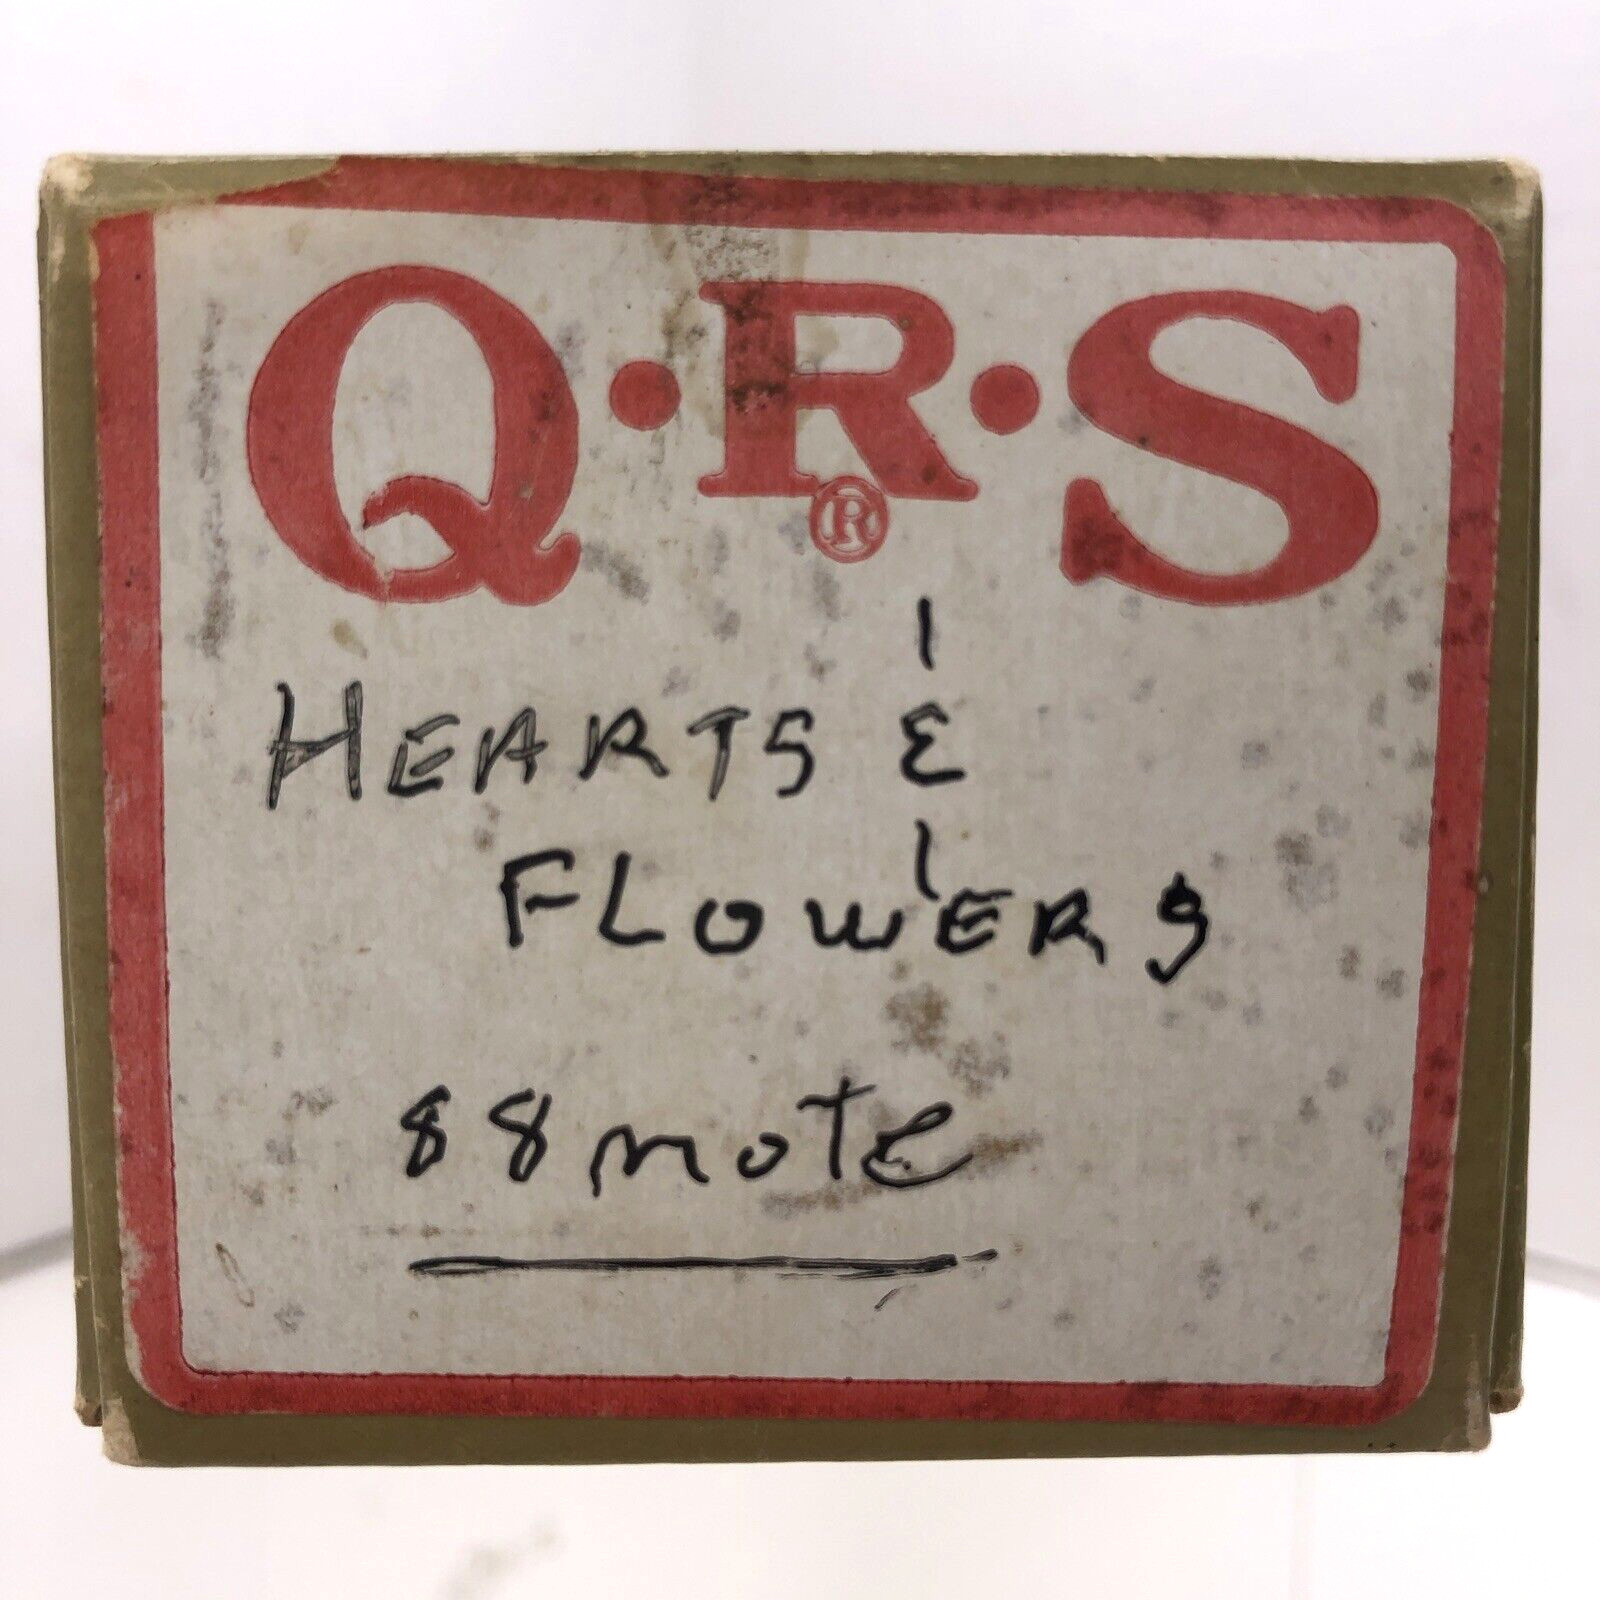 Q·R·S
®
HEARTS &
FLOWERS
88 note